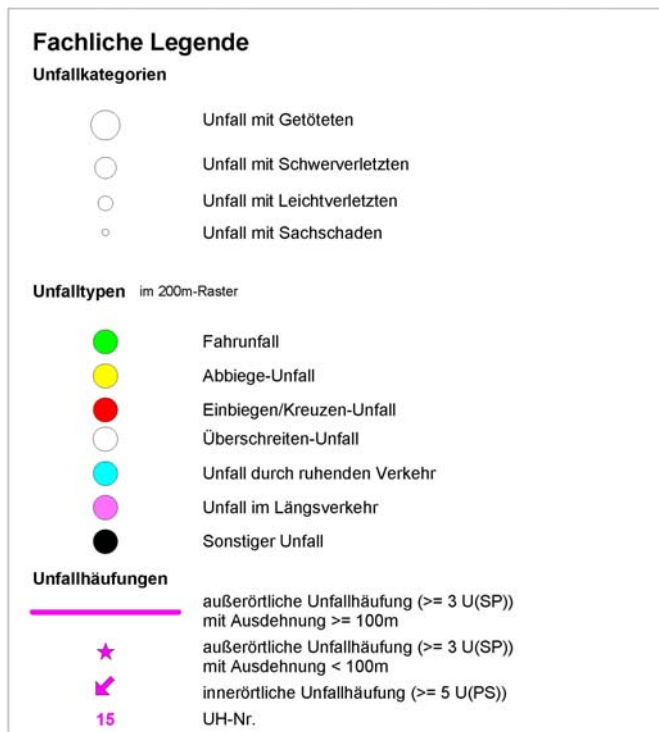 Fachliche Legende
Unfallkategorien
Unfall mit Getöteten
Unfall mit Schwerverletzten
Unfall mit Leichtverletzten
Unfall mit Sachschaden
Unfalltypen im 200m-Raster
Fahrunfall
Abbiege-Unfall
Einbiegen/Kreuzen-Unfall
Überschreiten-Unfall
Unfall durch ruhenden Verkehr
Unfall im Längsverkehr
Sonstiger Unfall
Unfallhäufungen
außerörtliche Unfallhäufung (>= 3 U(SP))
mit Ausdehnung >= 100m
außerörtliche Unfallhäufung (>= 3 U(SP))
mit Ausdehnung < 100m
innerörtliche Unfallhäufung (>= 5 U(PS))
15 UH-Nr.